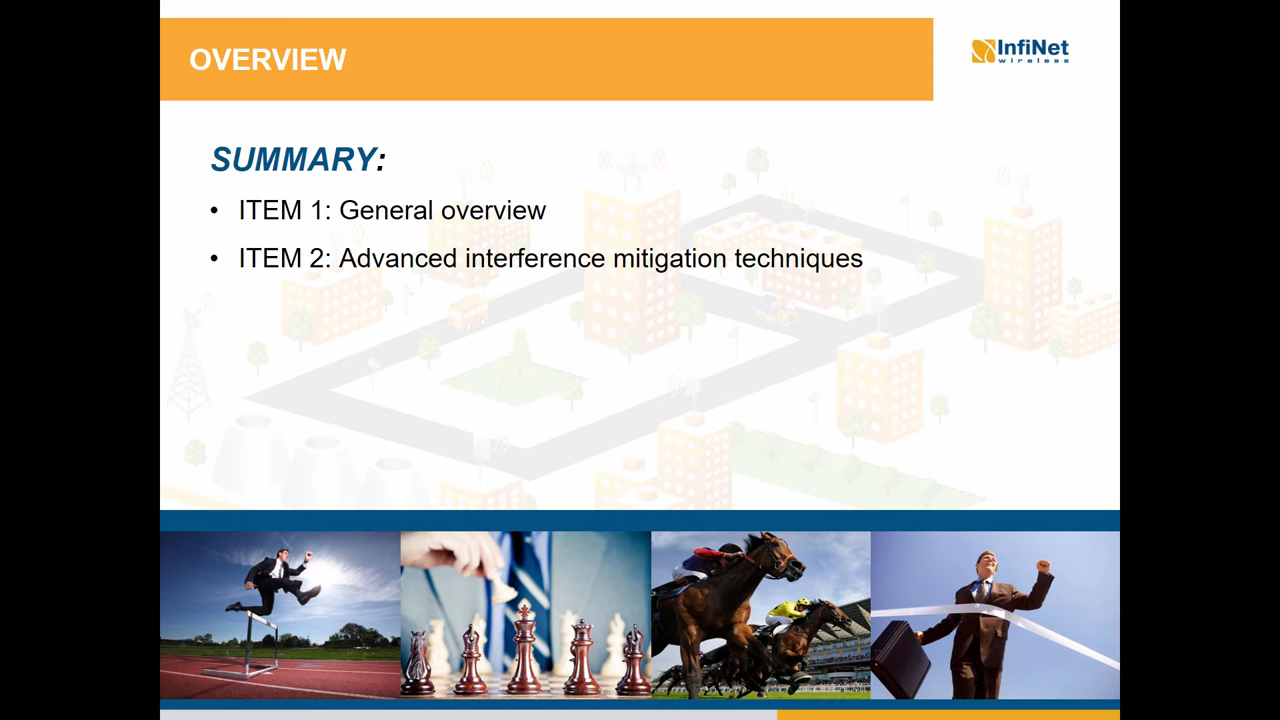 OVERVIEW
InfiNet
wireless
SUMMARY:
• ITEM 1: General overview
• ITEM 2: Advanced interference mitigation techniques